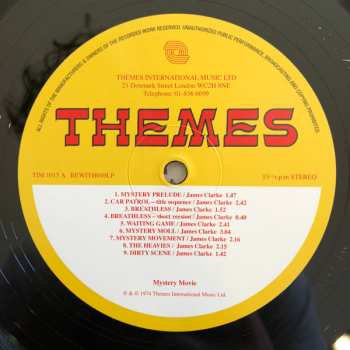 ALL RIGHTS OF THE MANUFACTURERS & OWNERS OF THE RECORDED WORK RESERVED. UNAUTHORIZED PUBLIC PERFORMANCE, BROADCASTING AND COPYING PROHIBITED
THEMES INTERNATIONAL MUSIC LTD
25 Denmark Street London WC2H 8NE
Telephone: 01-836 6699
THEMES
TIM 1015 A BEWITH088LP
33⅓ rpm STEREO
1. MYSTERY PRELUDE / James Clarke 1.47
2. CAR PATROL—title sequence / James Clarke 2.42
3. BREATHLESS / James Clarke 1.52
4. BREATHLESS – 'short version' / James Clarke 0.40
5. WAITING GAME / James Clarke 2.41
6. MYSTERY MOLL / James Clarke 3.04
7. MYSTERY MOVEMENT / James Clarke 2.16
8. THE HEAVIES / James Clarke 2.15
9. DIRTY SCENE / James Clarke 1.42
Mystery Movie
℗ & © 1974 Themes International Music Ltd.